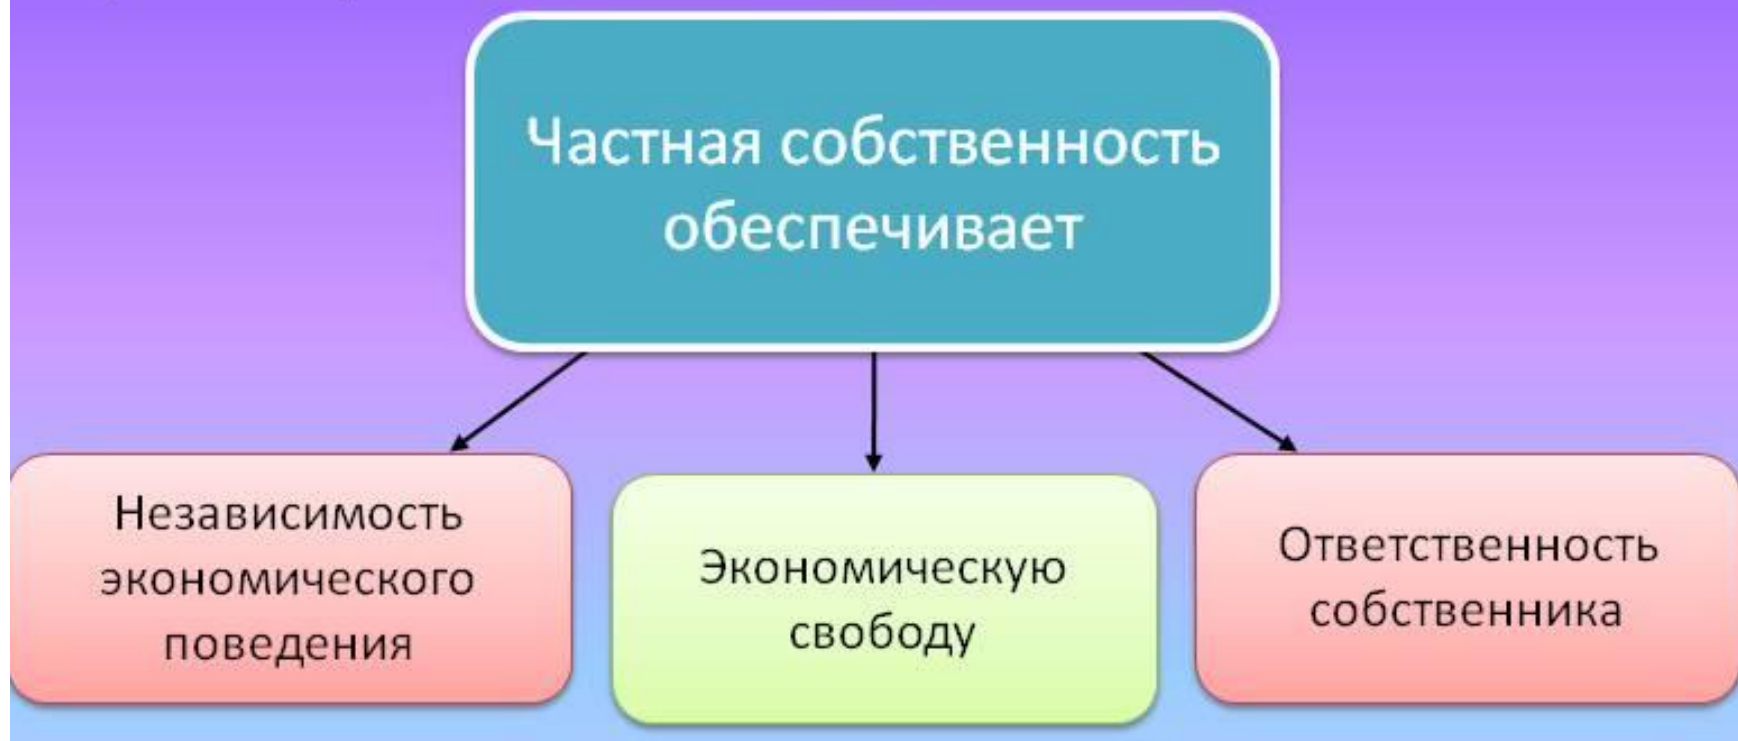 Частная собственность
обеспечивает
Независимость
экономического
поведения
Экономическую
свободу
Ответственность
собственника